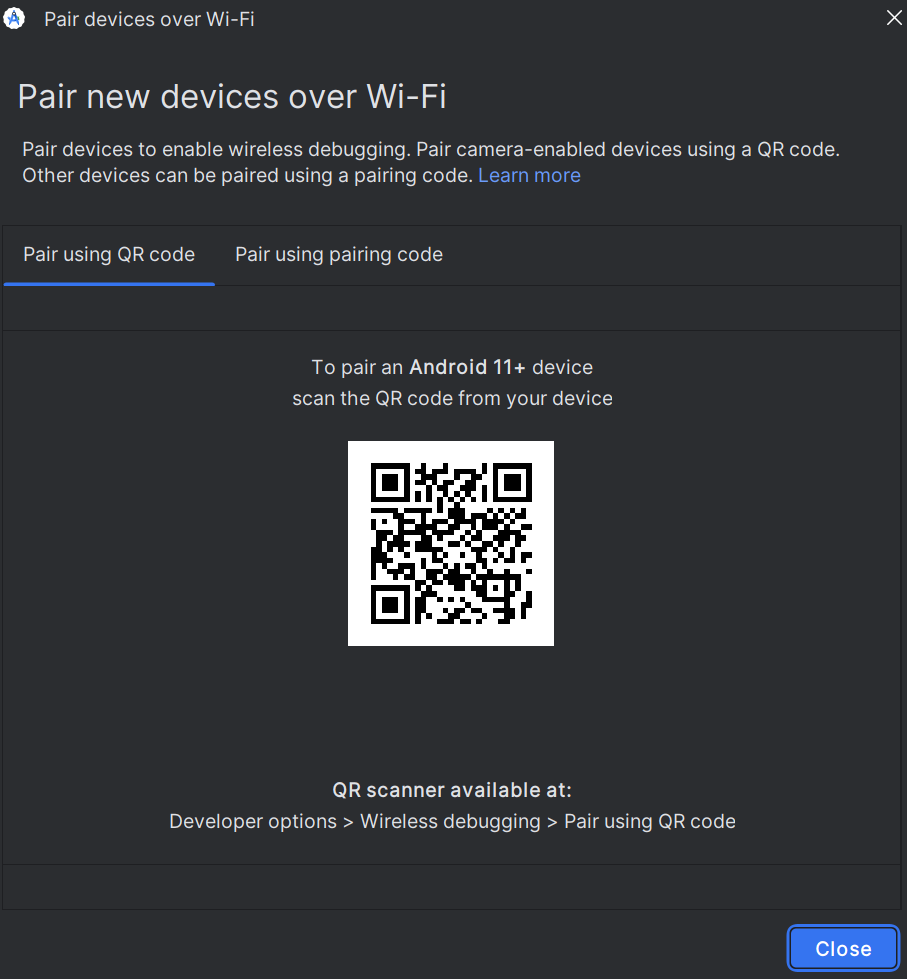 Pair devices over Wi-Fi
Pair new devices over Wi-Fi
Pair devices to enable wireless debugging. Pair camera-enabled devices using a QR code.
Other devices can be paired using a pairing code. Learn more
Pair using QR code
Pair using pairing code
To pair an Android 11+ device
scan the QR code from your device
QR scanner available at:
Developer options > Wireless debugging > Pair using QR code
Close